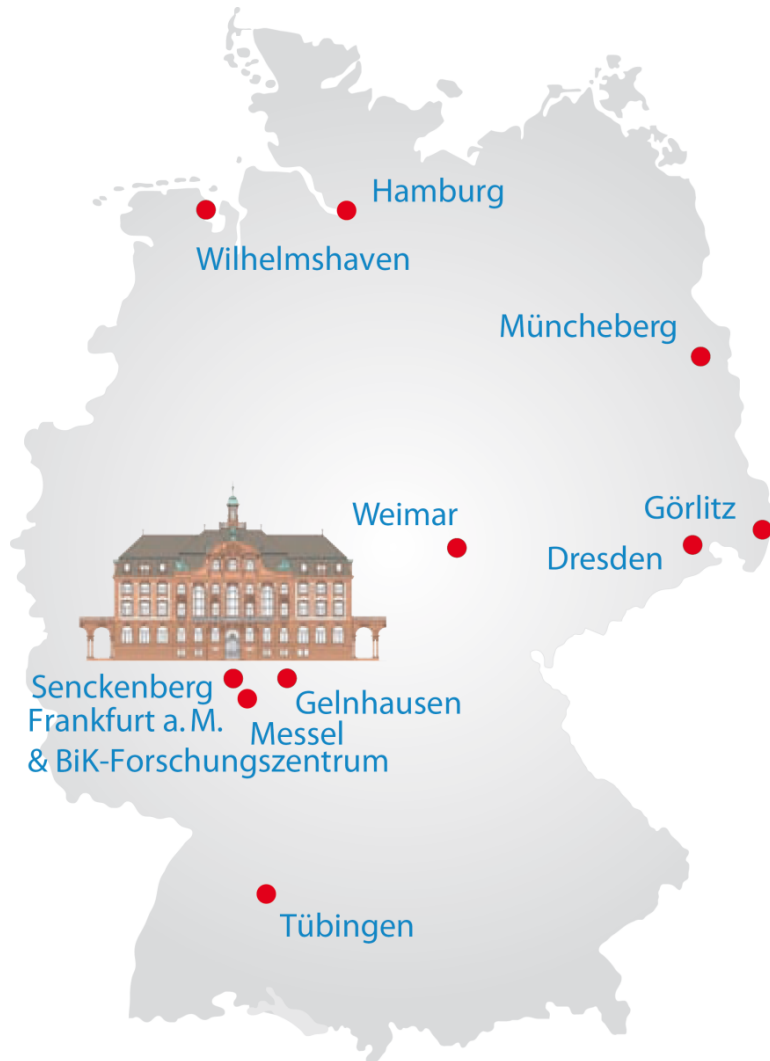 Hamburg
Wilhelmshaven
Müncheberg
Weimar
Görlitz
Dresden
Senckenberg
Frankfurt a. M.
& BiK-Forschungszentrum
Gelnhausen
Messel
Tübingen